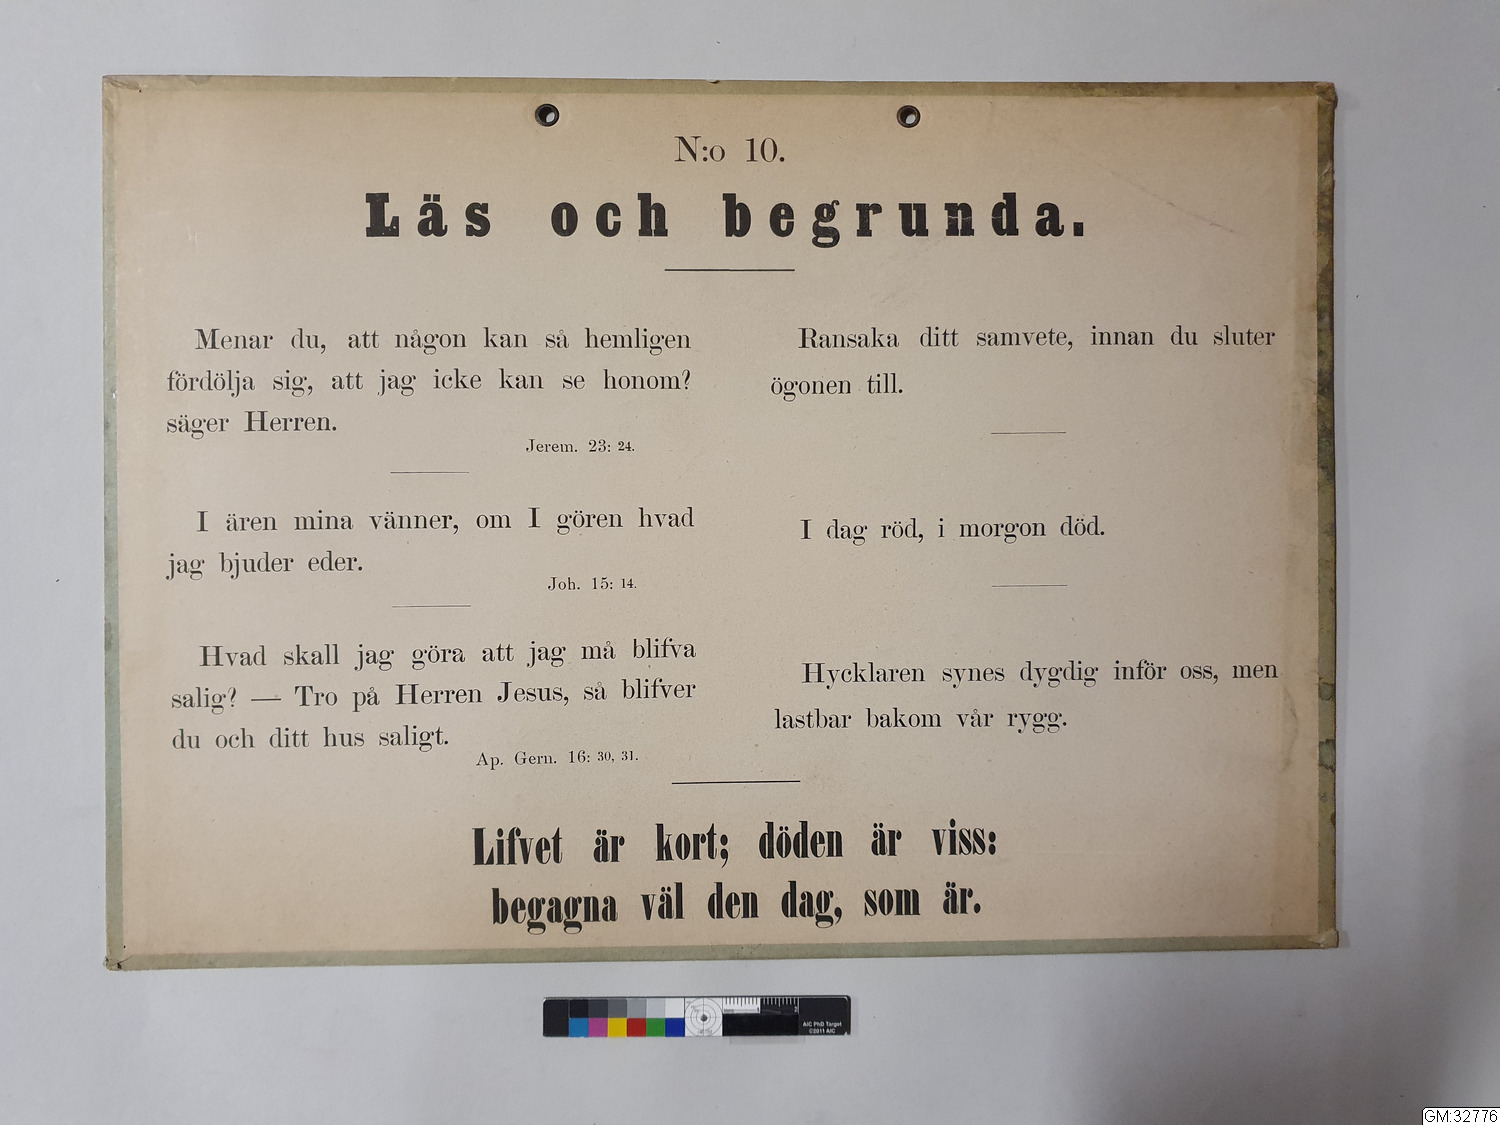 N:o 10.
Läs och begrunda.
Menar du, att någon kan så hemligen
fördölja sig, att jag icke kan se honom?
säger Herren.
Jerem. 23: 24.
I ären mina vänner, om I gören hvad
jag bjuder eder.
Joh. 15: 14.
Hvad skall jag göra att jag må blifva
salig? — Tro på Herren Jesus, så blifver
du och ditt hus saligt.
Ap. Gern. 16: 30, 31.
Ransaka ditt samvete, innan du sluter
ögonen till.
I dag röd, i morgon död.
Hycklaren synes dygdig inför oss, men
lastbar bakom vår rygg.
Lifvet är kort; döden är viss:
begagna väl den dag, som är.
AIC PhD Target
©2011 AIC
GM:32776